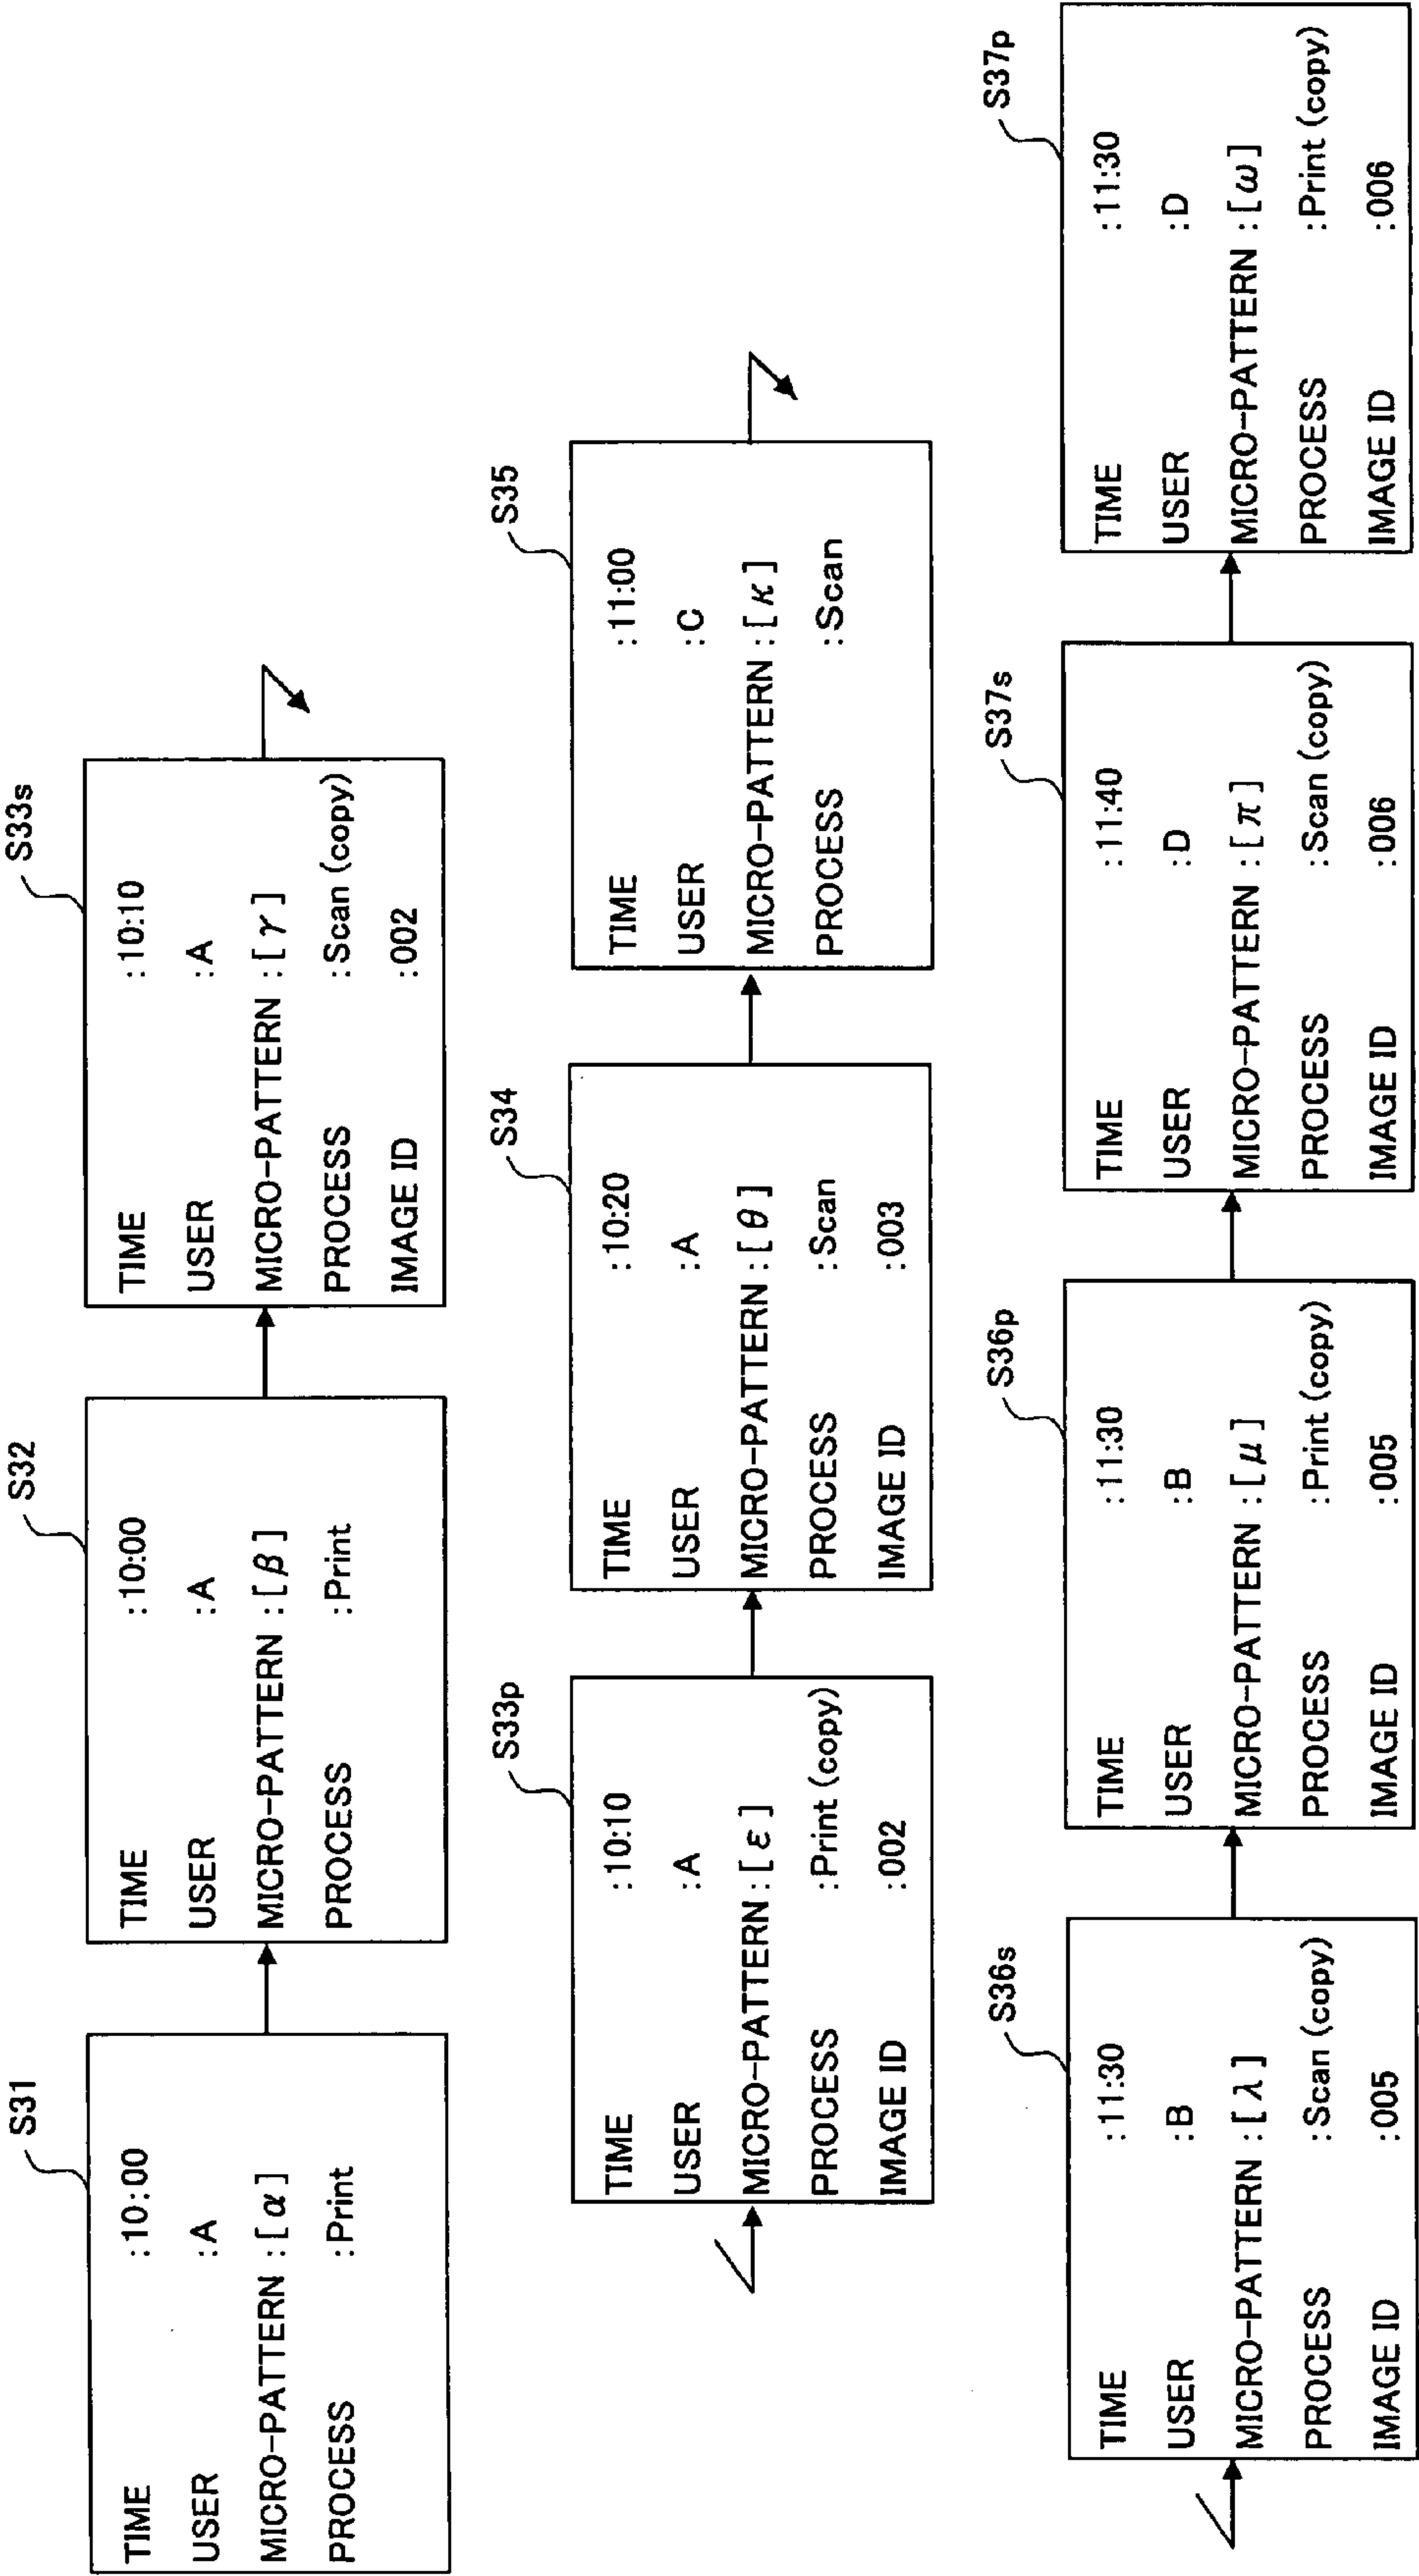 S31
TIME :10:00
USER :A
MICRO-PATTERN :[α]
PROCESS :Print
S32
TIME :10:00
USER :A
MICRO-PATTERN :[β]
PROCESS :Print
S33s
TIME :10:10
USER :A
MICRO-PATTERN :[γ]
PROCESS :Scan (copy)
IMAGE ID :002
S33p
TIME :10:10
USER :A
MICRO-PATTERN :[ε]
PROCESS :Print (copy)
IMAGE ID :002
S34
TIME :10:20
USER :A
MICRO-PATTERN :[θ]
PROCESS :Scan
IMAGE ID :003
S35
TIME :11:00
USER :C
MICRO-PATTERN :[κ]
PROCESS :Scan
S36s
TIME :11:30
USER :B
MICRO-PATTERN :[λ]
PROCESS :Scan (copy)
IMAGE ID :005
S36p
TIME :11:30
USER :B
MICRO-PATTERN :[μ]
PROCESS :Print (copy)
IMAGE ID :005
S37s
TIME :11:40
USER :D
MICRO-PATTERN :[π]
PROCESS :Scan (copy)
IMAGE ID :006
S37p
TIME :11:30
USER :D
MICRO-PATTERN :[ω]
PROCESS :Print (copy)
IMAGE ID :006